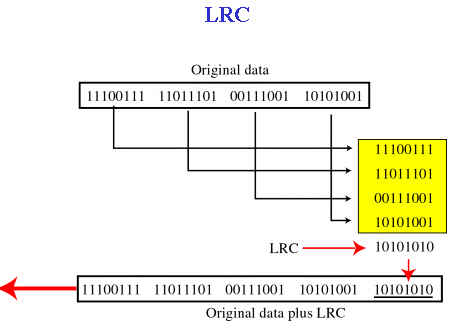 LRC
Original data
11100111 11011101 00111001 10101001
11100111
11011101
00111001
10101001
LRC 10101010
11100111 11011101 00111001 10101001 10101010
Original data plus LRC